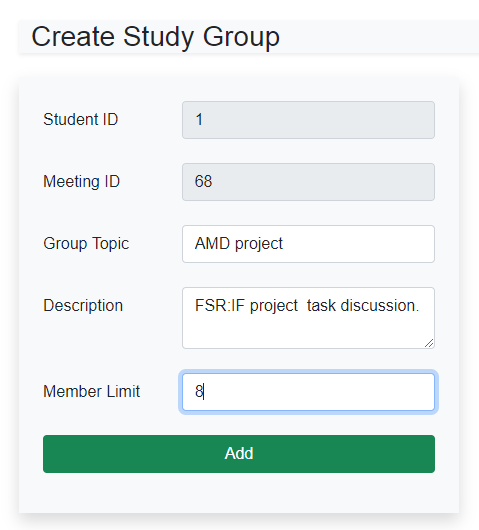 Create Study Group
Student ID 1
Meeting ID 68
Group Topic AMD project
Description FSR:IF project  task discussion.
Member Limit 8
Add